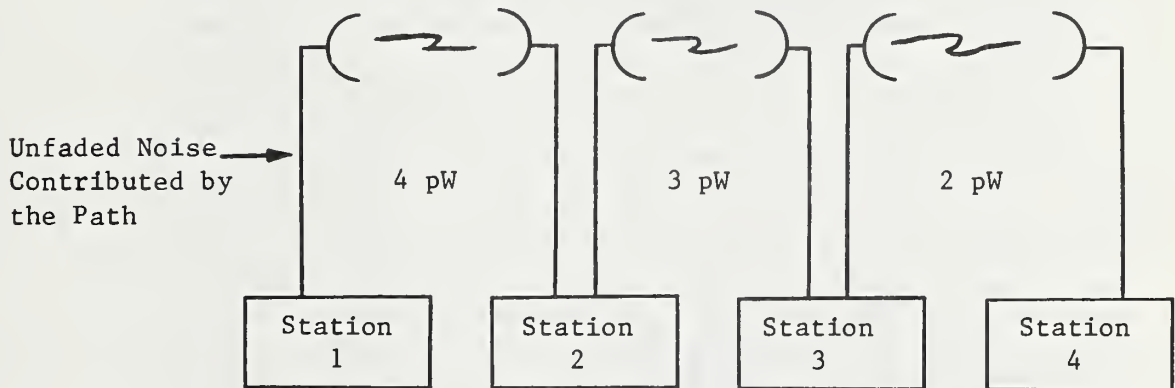 Unfaded Noise
Contributed by
the Path
4 pW
3 pW
2 pW
Station
1
Station
2
Station
3
Station
4